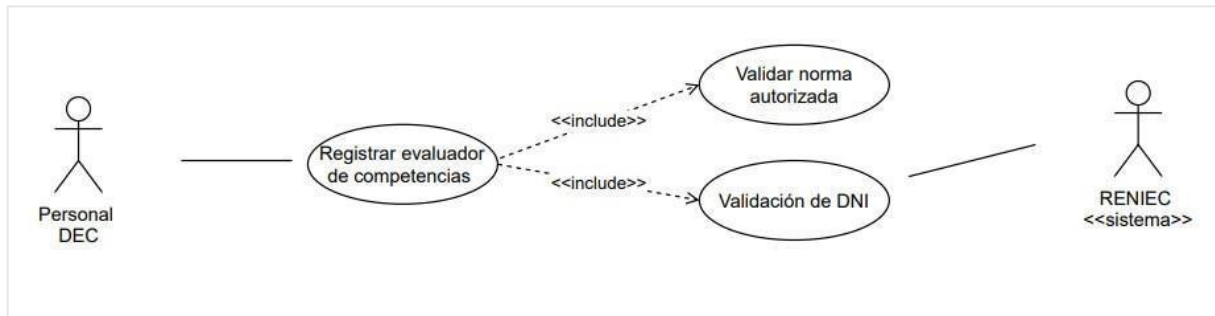 Personal
DEC
Registrar evaluador
de competencias
<<include>>
<<include>>
Validar norma
autorizada
Validación de DNI
RENIEC
<<sistema>>